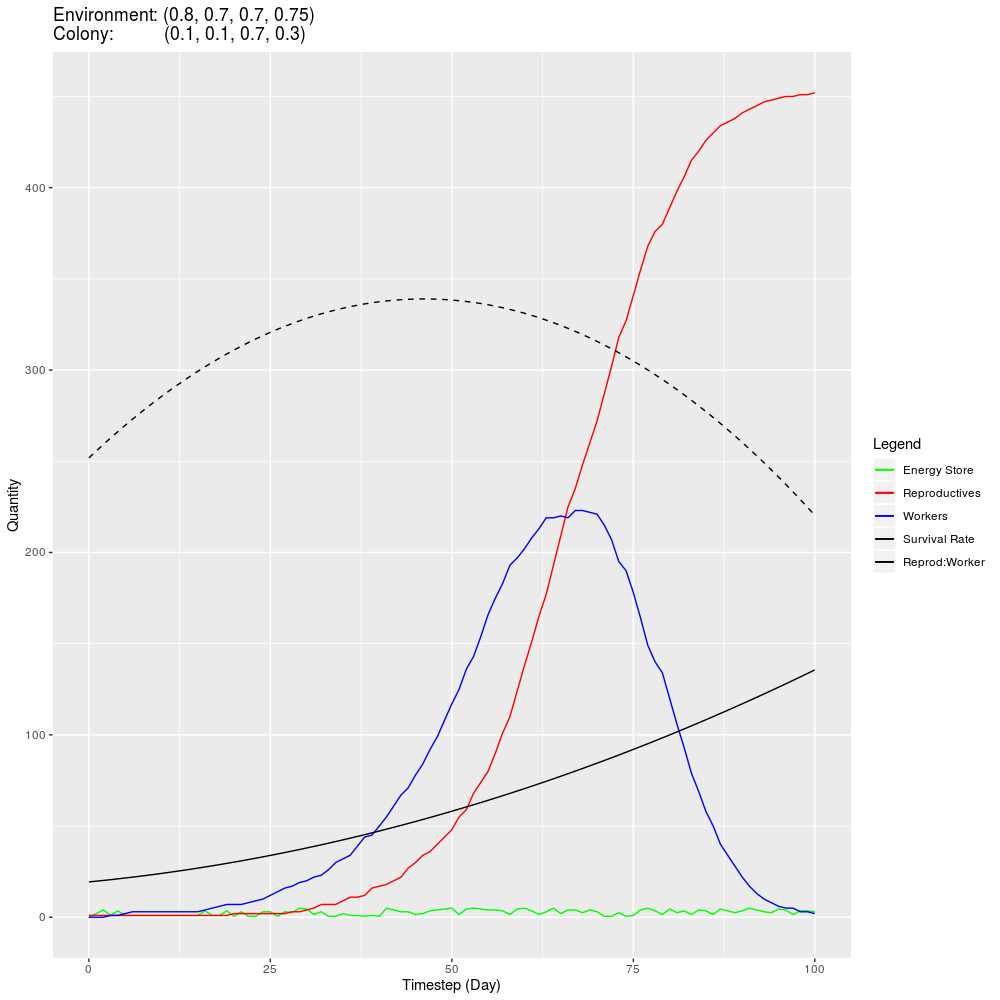 Environment: (0.8, 0.7, 0.7, 0.75)
Colony: (0.1, 0.1, 0.7, 0.3)
400
300
200
100
0
Quantity
0 25 50 75 100
Timestep (Day)
Legend
Energy Store
Reproductives
Workers
Survival Rate
Reprod:Worker